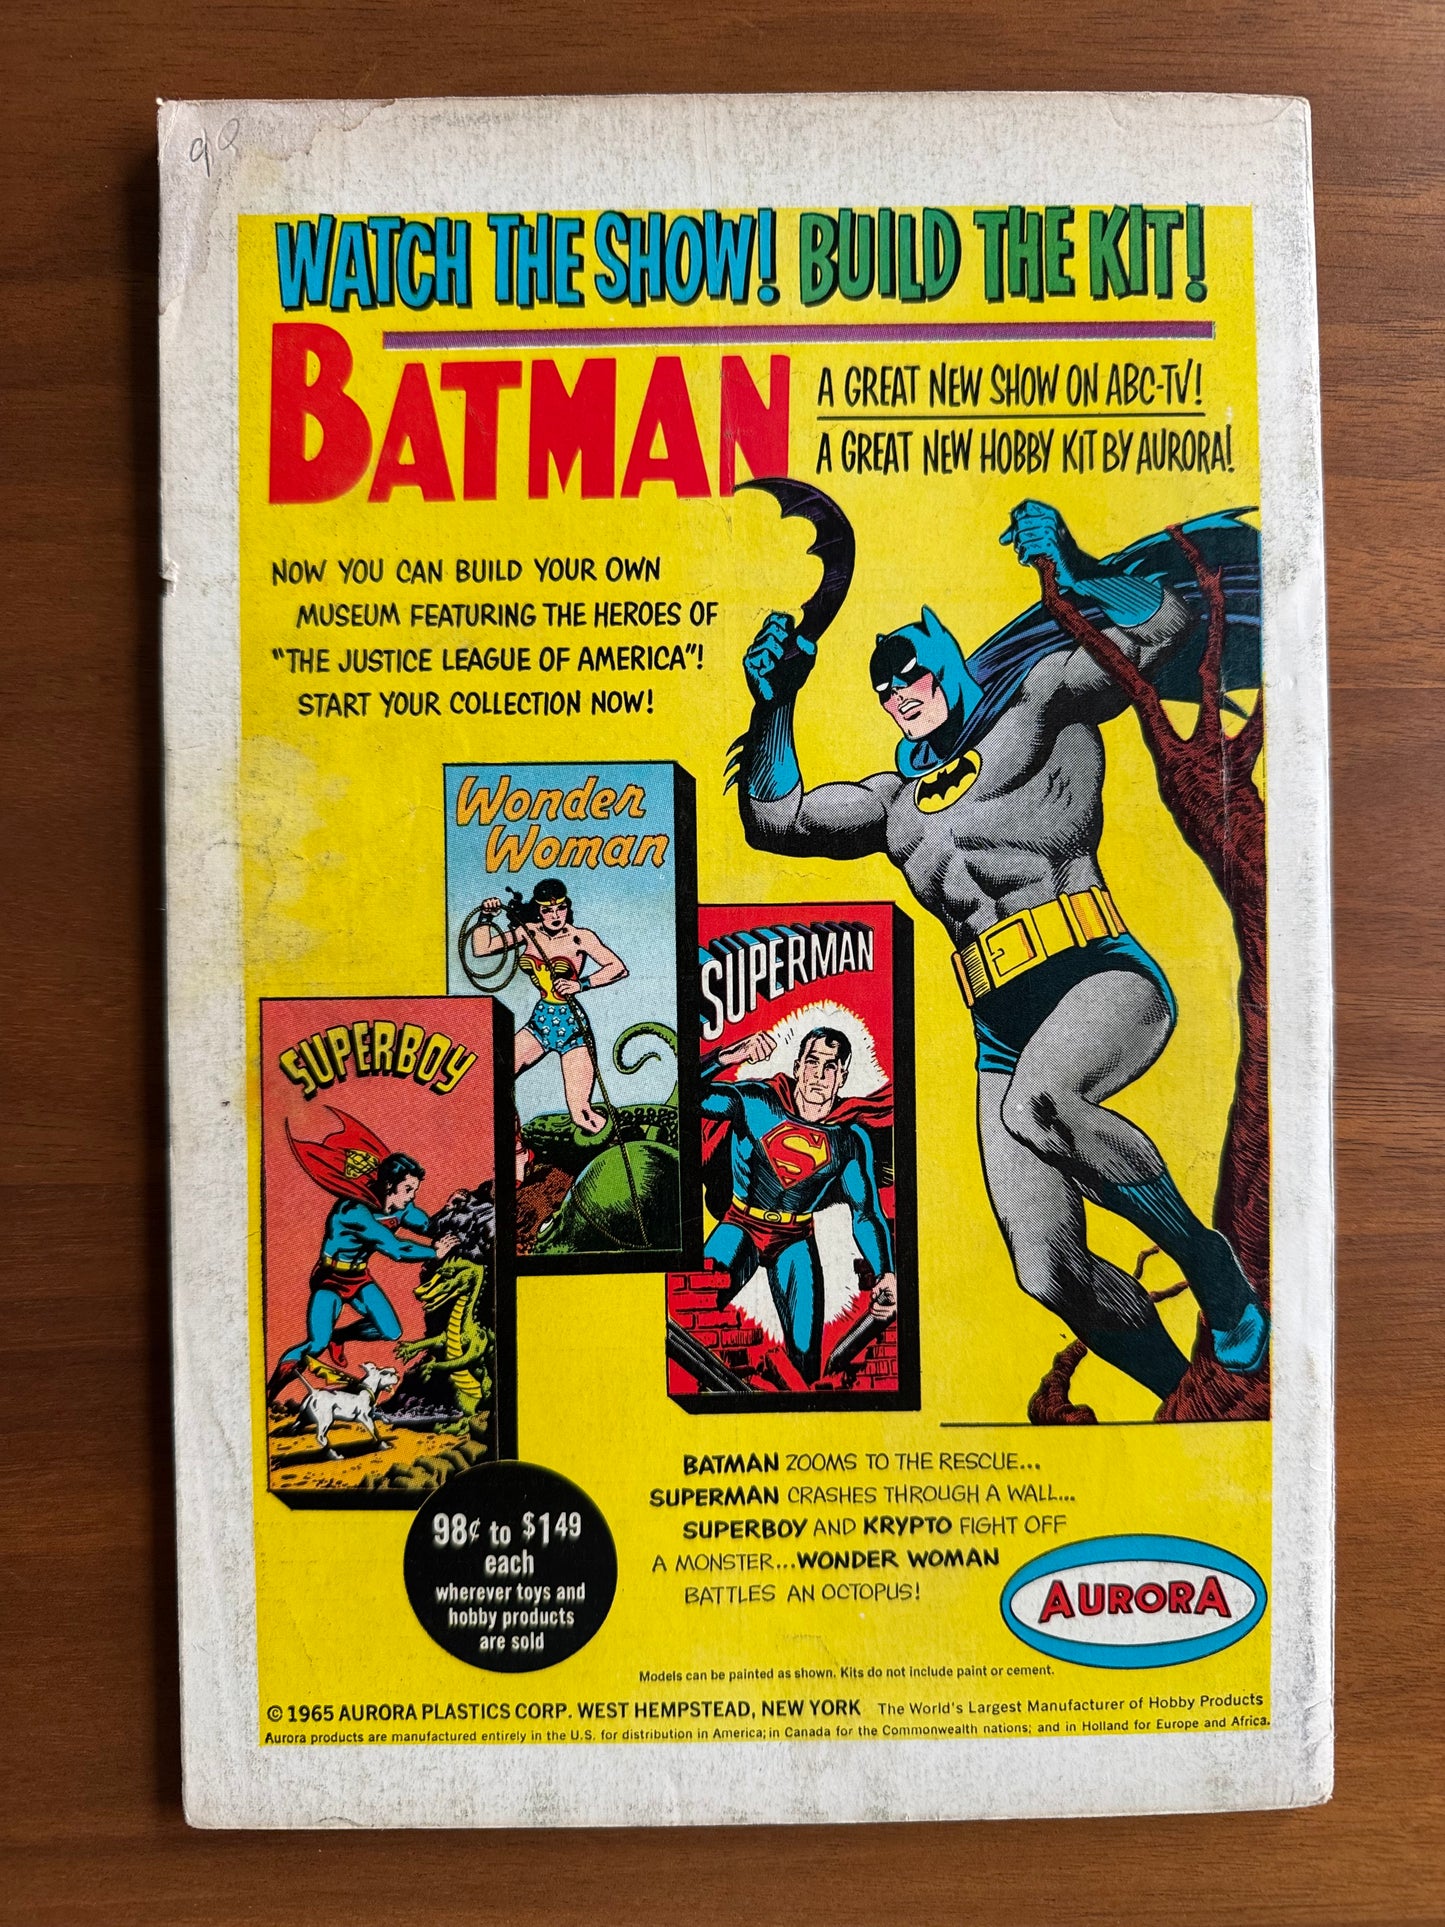 90
WATCH THE SHOW! BUILD THE KIT!
BATMAN
A GREAT NEW SHOW ON ABC-TV!
A GREAT NEW HOBBY KIT BY AURORA!
NOW YOU CAN BUILD YOUR OWN
MUSEUM FEATURING THE HEROES OF
"THE JUSTICE LEAGUE OF AMERICA"!
START YOUR COLLECTION NOW!
Wonder
Woman
SUPERMAN
S
SUPERBOY
BATMAN ZOOMS TO THE RESCUE...
SUPERMAN CRASHES THROUGH A WALL...
SUPERBOY AND KRYPTO FIGHT OFF
A MONSTER...WONDER WOMAN
BATTLES AN OCTOPUS!
98¢ to $149
each
wherever toys and
hobby products
are sold
AURORA
Models can be painted as shown. Kits do not include paint or cement.
© 1965 AURORA PLASTICS CORP. WEST HEMPSTEAD, NEW YORK The World's Largest Manufacturer of Hobby Products
Aurora products are manufactured entirely in the U.S. for distribution in America; in Canada for the Commonwealth nations; and in Holland for Europe and Africa.